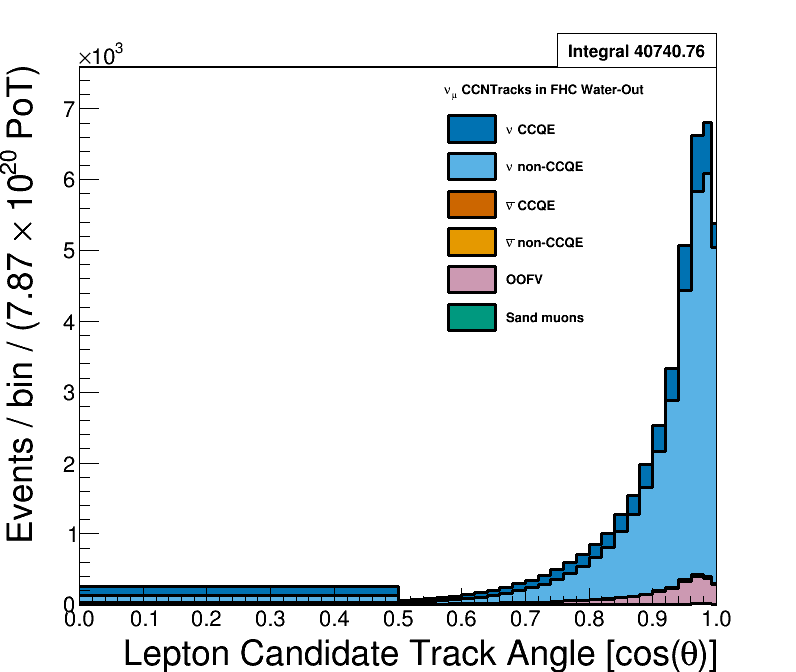 Integral 40740.76
×10³
ν_μ CCNTracks in FHC Water-Out
ν CCQE
ν non-CCQE
ν̅ CCQE
ν̅ non-CCQE
OOFV
Sand muons
7
6
5
4
3
2
1
0
0.0 0.1 0.2 0.3 0.4 0.5 0.6 0.7 0.8 0.9 1.0
Events / bin / (7.87 × 10²⁰ PoT)
Lepton Candidate Track Angle [cos(θ)]